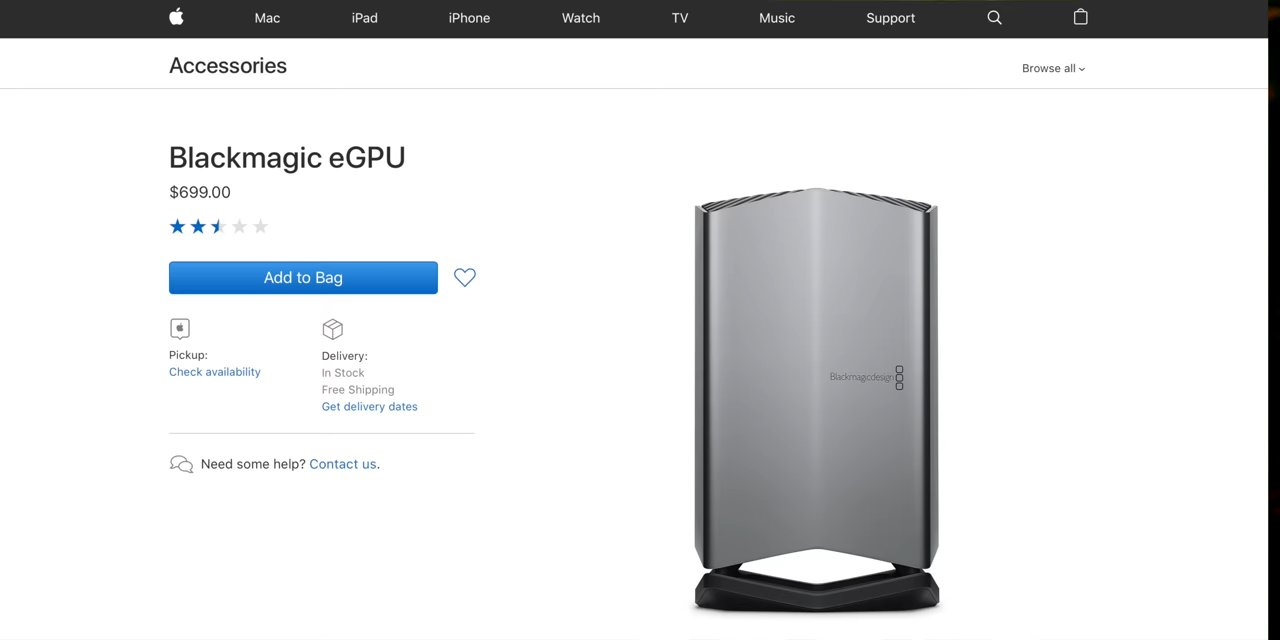 Mac iPad iPhone Watch TV Music Support
Accessories
Browse all
Blackmagic eGPU
$699.00
Add to Bag
Pickup:
Check availability
Delivery:
In Stock
Free Shipping
Get delivery dates
Need some help? Contact us.
Blackmagicdesign